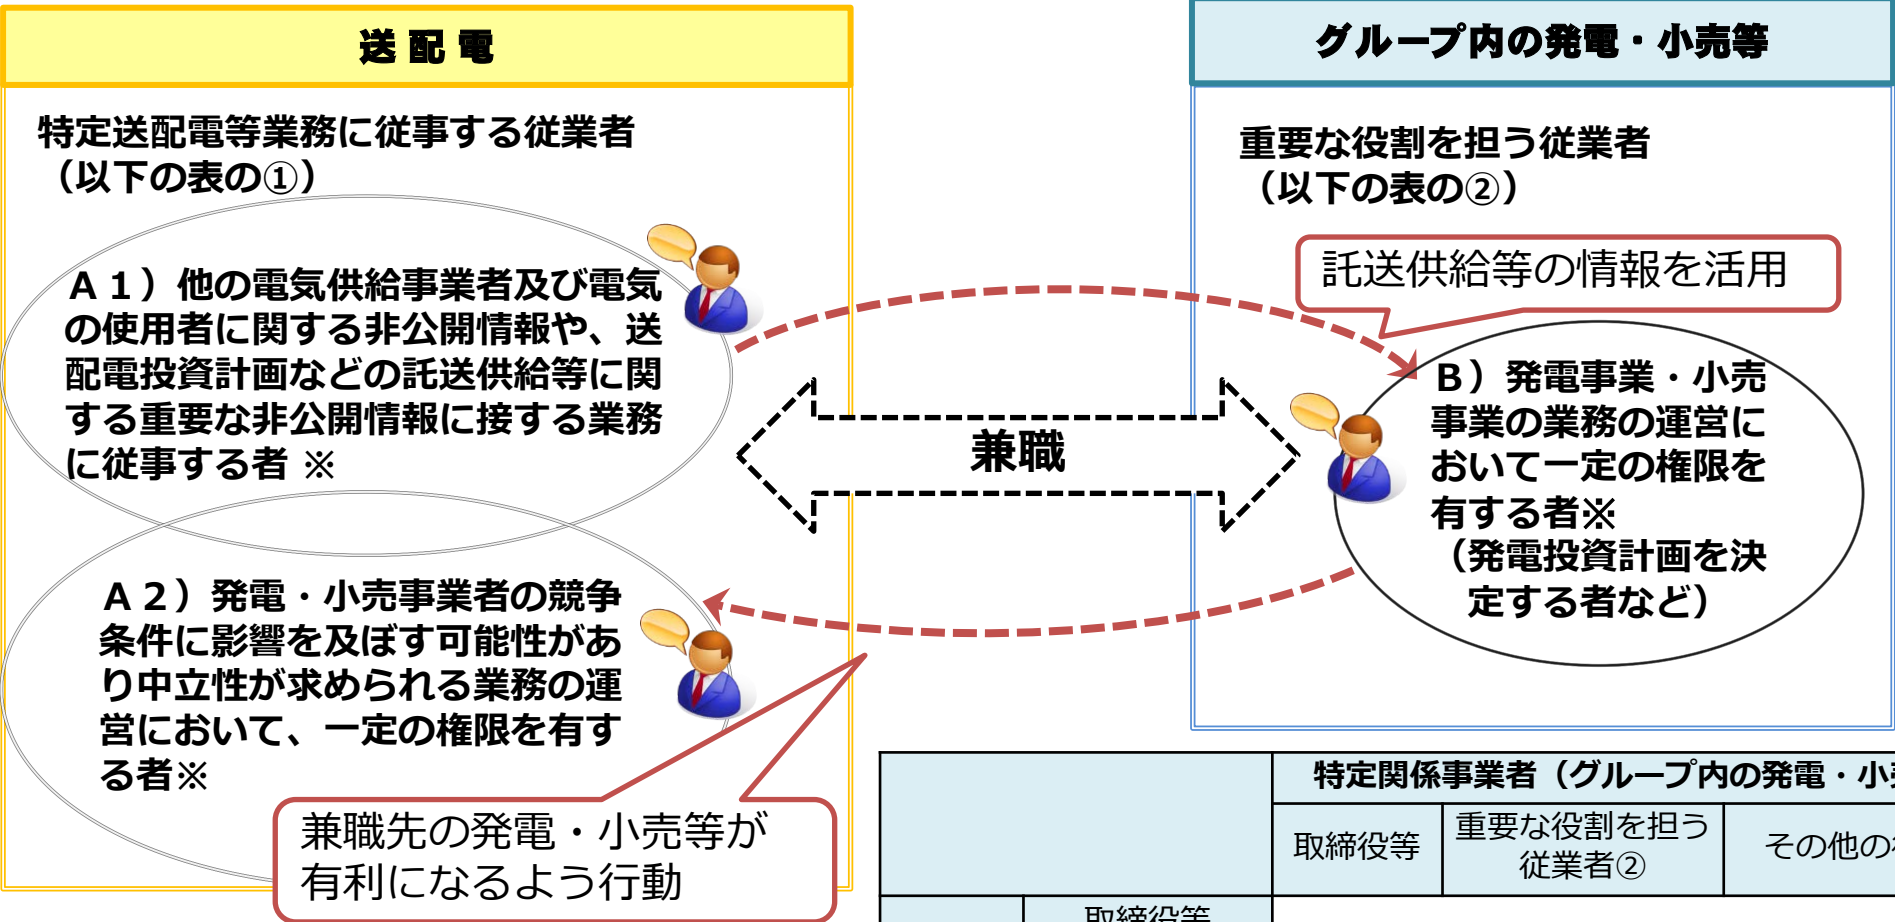 送配電
特定送配電等業務に従事する従業者
（以下の表の①）
Ａ１）他の電気供給事業者及び電気
の使用者に関する非公開情報や、送
配電投資計画などの託送供給等に関
する重要な非公開情報に接する業務
に従事する者 ※
Ａ２）発電・小売事業者の競争
条件に影響を及ぼす可能性があ
り中立性が求められる業務の運
営において、一定の権限を有す
る者※
兼職先の発電・小売等が
有利になるよう行動
兼職
グループ内の発電・小売等
重要な役割を担う従業者
（以下の表の②）
託送供給等の情報を活用
Ｂ）発電事業・小売
事業の業務の運営に
おいて一定の権限を
有する者※
（発電投資計画を決
定する者など）
特定関係事業者（グループ内の発電・小
取締役等
重要な役割を担う
従業者②
その他の
取締役等